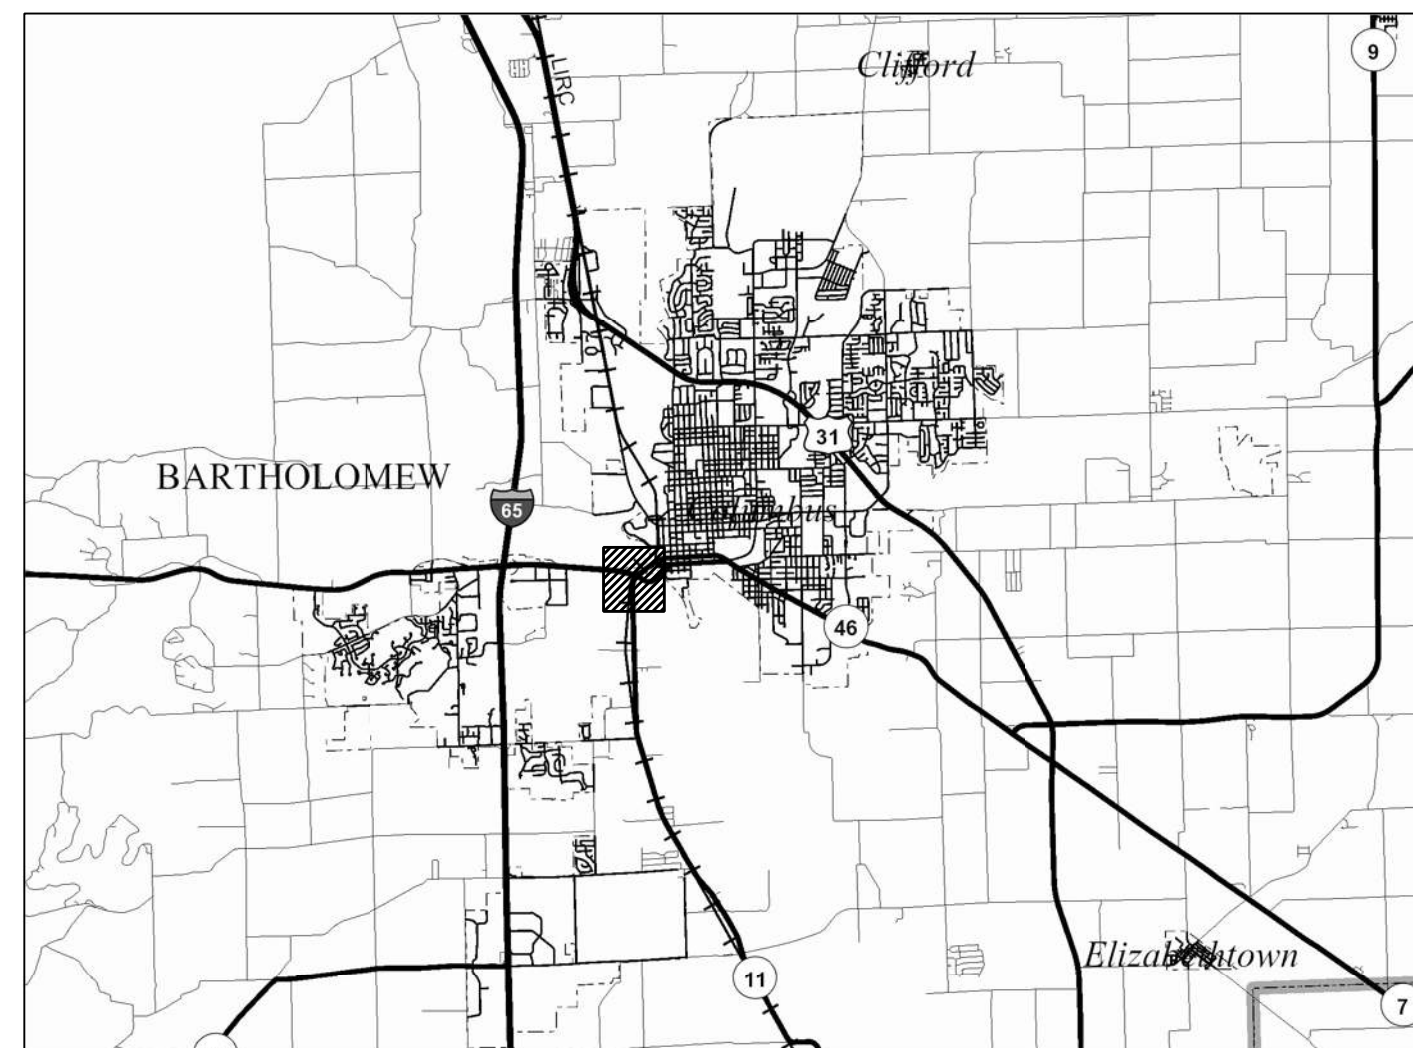 Clifford
9
LIRC
31
BARTHOLOMEW
65
Columbus
46
Elizabethtown
11
7